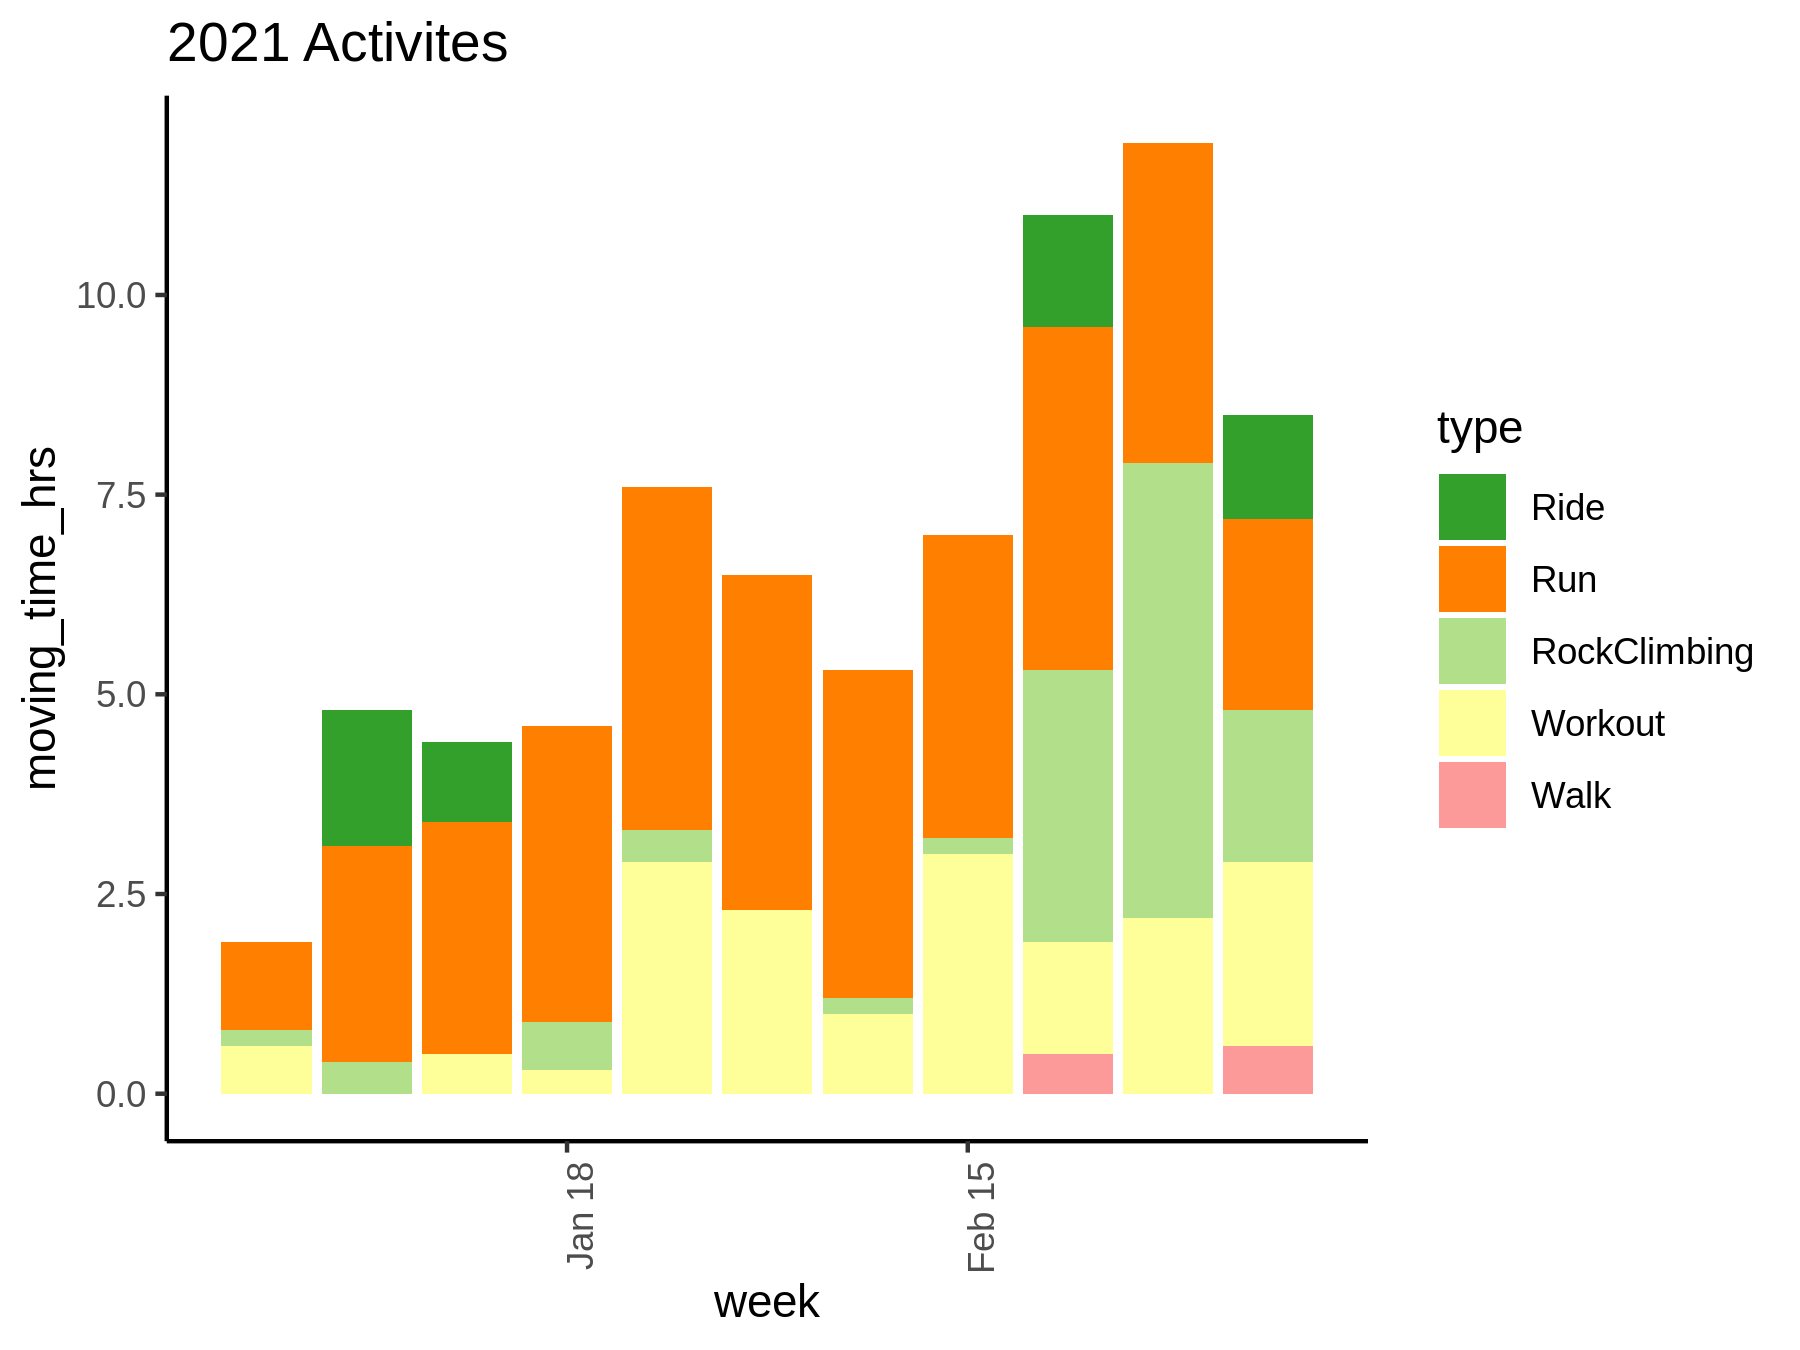 2021 Activites
moving_time_hrs
10.0
7.5
5.0
2.5
0.0
Jan 18
Feb 15
week
type
Ride
Run
RockClimbing
Workout
Walk